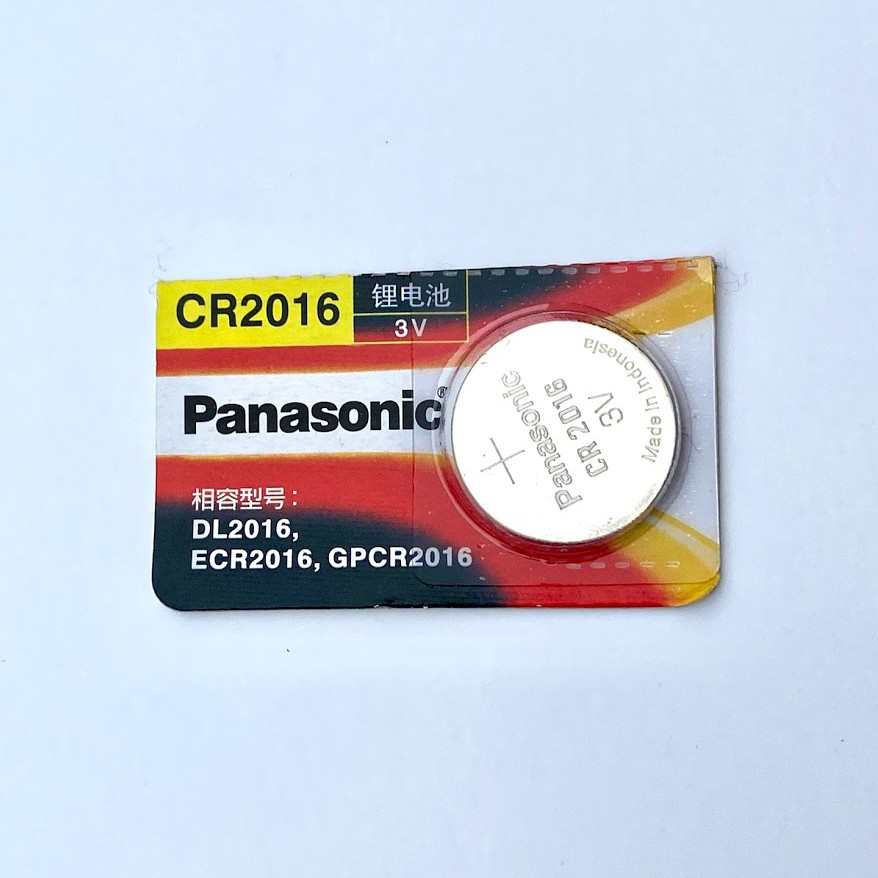 CR2016
锂电池
3V
Panasonic®
相容型号:
DL2016,
ECR2016, GPCR2016
Panasonic
CR 2016
3V
Made in Indonesia
+